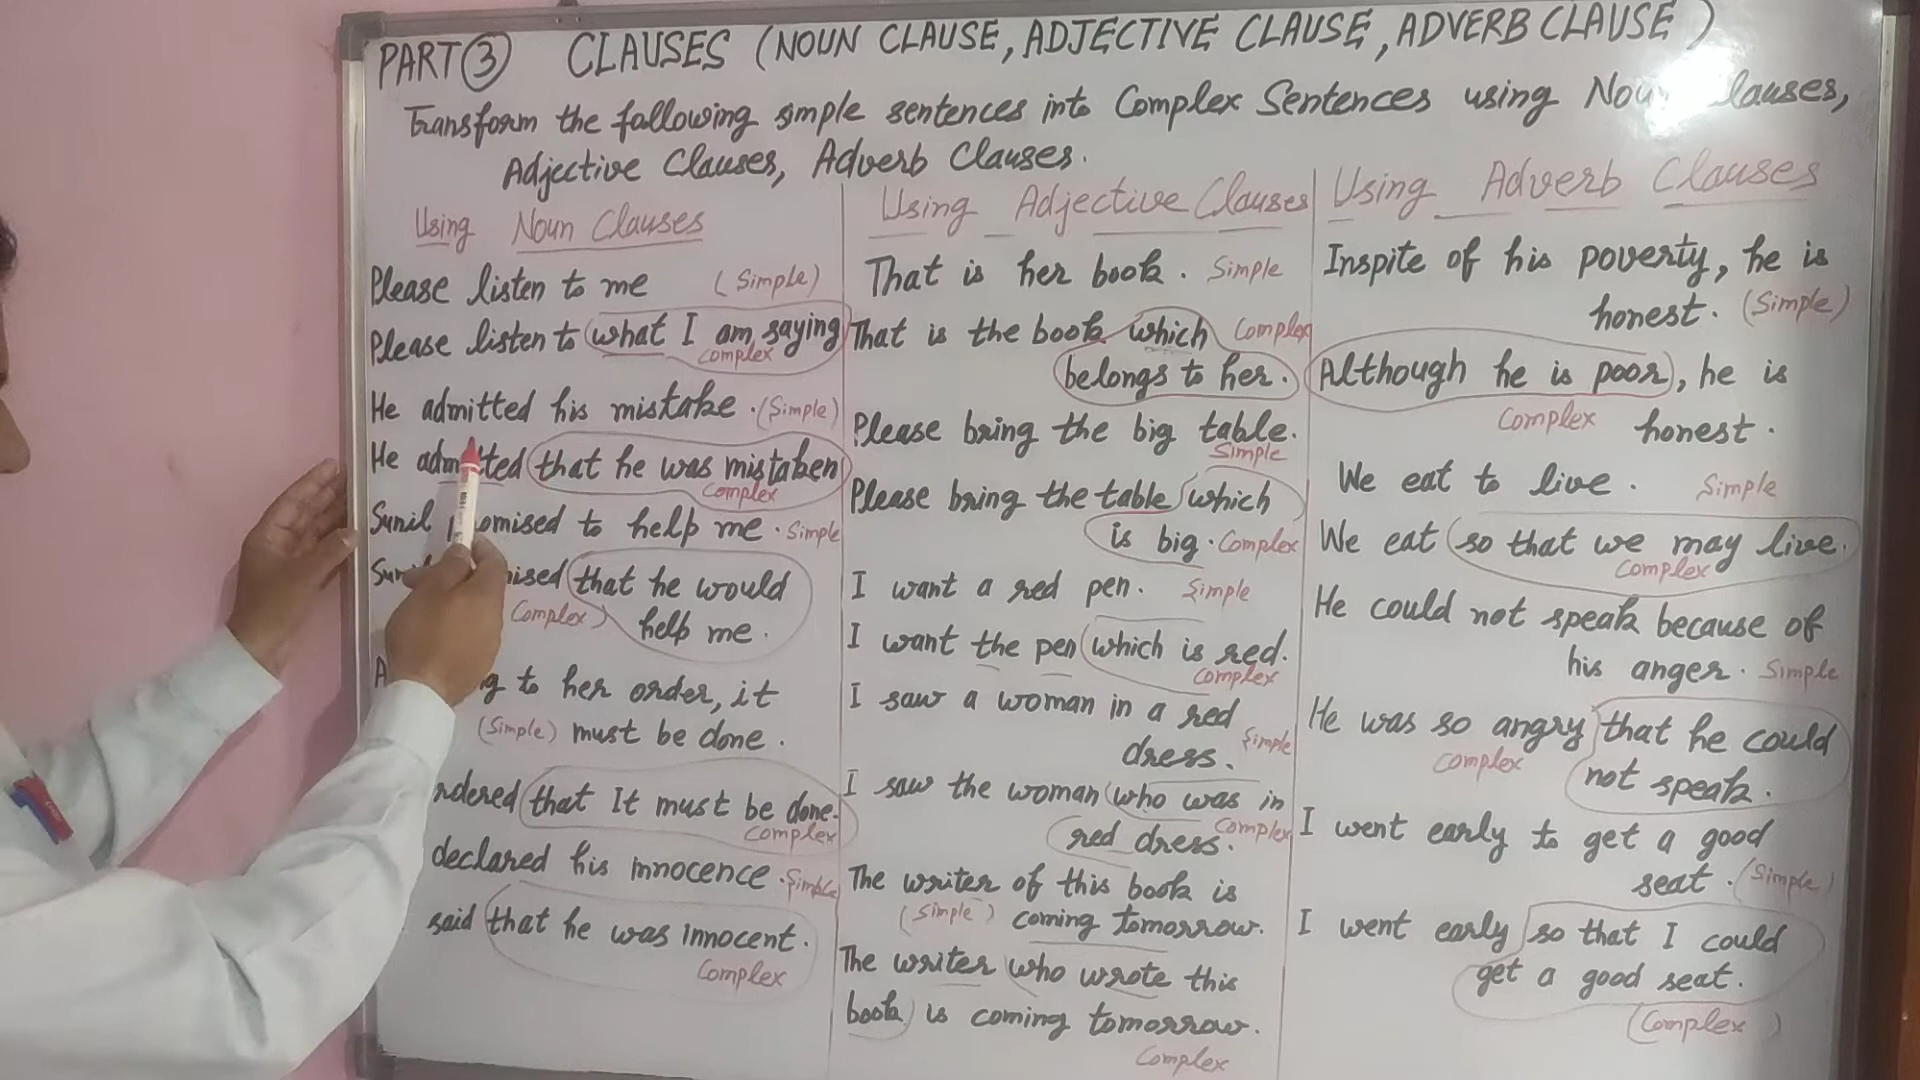 PART 3 CLAUSES (NOUN CLAUSE, ADJECTIVE CLAUSE, ADVERB CLAUSE)
Transform the following simple sentences into Complex Sentences using Clauses,
Adjective Clauses, Adverb Clauses.
Using Noun Clauses
Please listen to me (Simple)
Please listen to what I am saying
Complex
He admitted his mistake. (Simple)
He admitted that he was mistaken
Complex
Sunil promised to help me. Simple
that he would
(Complex) help me.
to her order, it
(Simple) must be done.
that It must be done.
Complex
declared his innocence. Simple
said that he was innocent.
Complex
Using Adjective Clauses
That is her book. Simple
That is the book which Complex
belongs to her.
Please bring the big table.
Simple
Please bring the table which
is big. Complex
I want a red pen. Simple
I want the pen which is red.
Complex
I saw a woman in a red
dress. Simple
I saw the woman who was in
red dress. Complex
The writer of this book is
(Simple) coming tomorrow.
The writer who wrote this
book is coming tomorrow.
Complex
Using Adverb Clauses
Inspite of his poverty, he is
honest. (Simple)
Although he is poor, he is
Complex honest.
We eat to live. Simple
We eat so that we may live.
Complex
He could not speak because of
his anger. Simple
He was so angry that he could
Complex not speak.
I went early to get a good
seat. (Simple)
I went early so that I could
get a good seat.
(Complex)